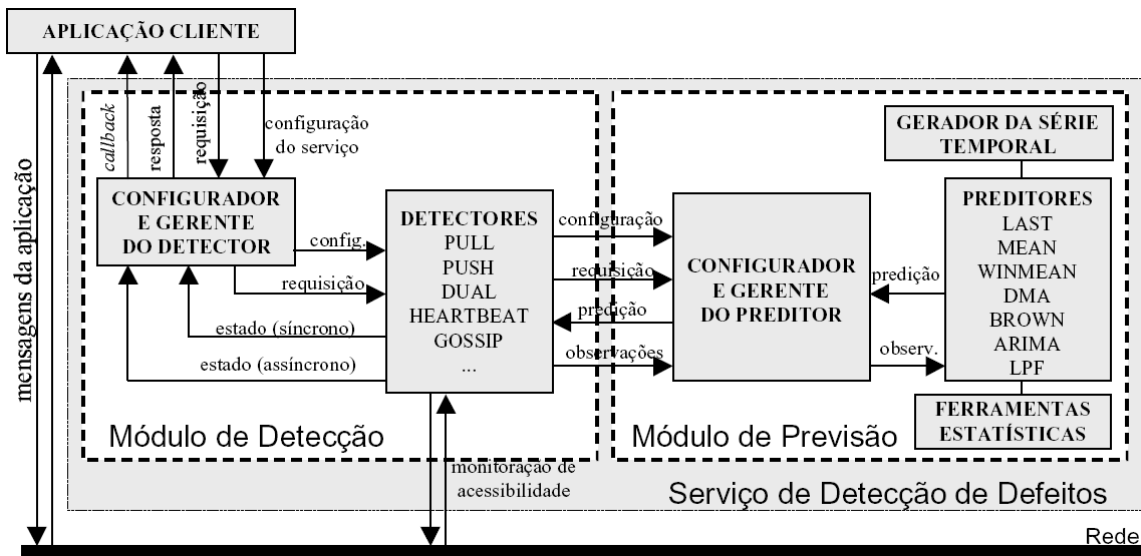 APLICAÇÃO CLIENTE
mensagens da aplicação
callback
resposta
requisição
configuração
do serviço
CONFIGURADOR
E GERENTE
DO DETECTOR
config.
requisição
estado (síncrono)
estado (assíncrono)
DETECTORES
PULL
PUSH
DUAL
HEARTBEAT
GOSSIP
...
Módulo de Detecção
monitoração de
acessibilidade
configuração
requisição
predição
observações
CONFIGURADOR
E GERENTE
DO PREDITOR
predição
observ.
GERADOR DA SÉRIE
TEMPORAL
PREDITORES
LAST
MEAN
WINMEAN
DMA
BROWN
ARIMA
LPF
FERRAMENTAS
ESTATÍSTICAS
Módulo de Previsão
Serviço de Detecção de Defeitos
Rede